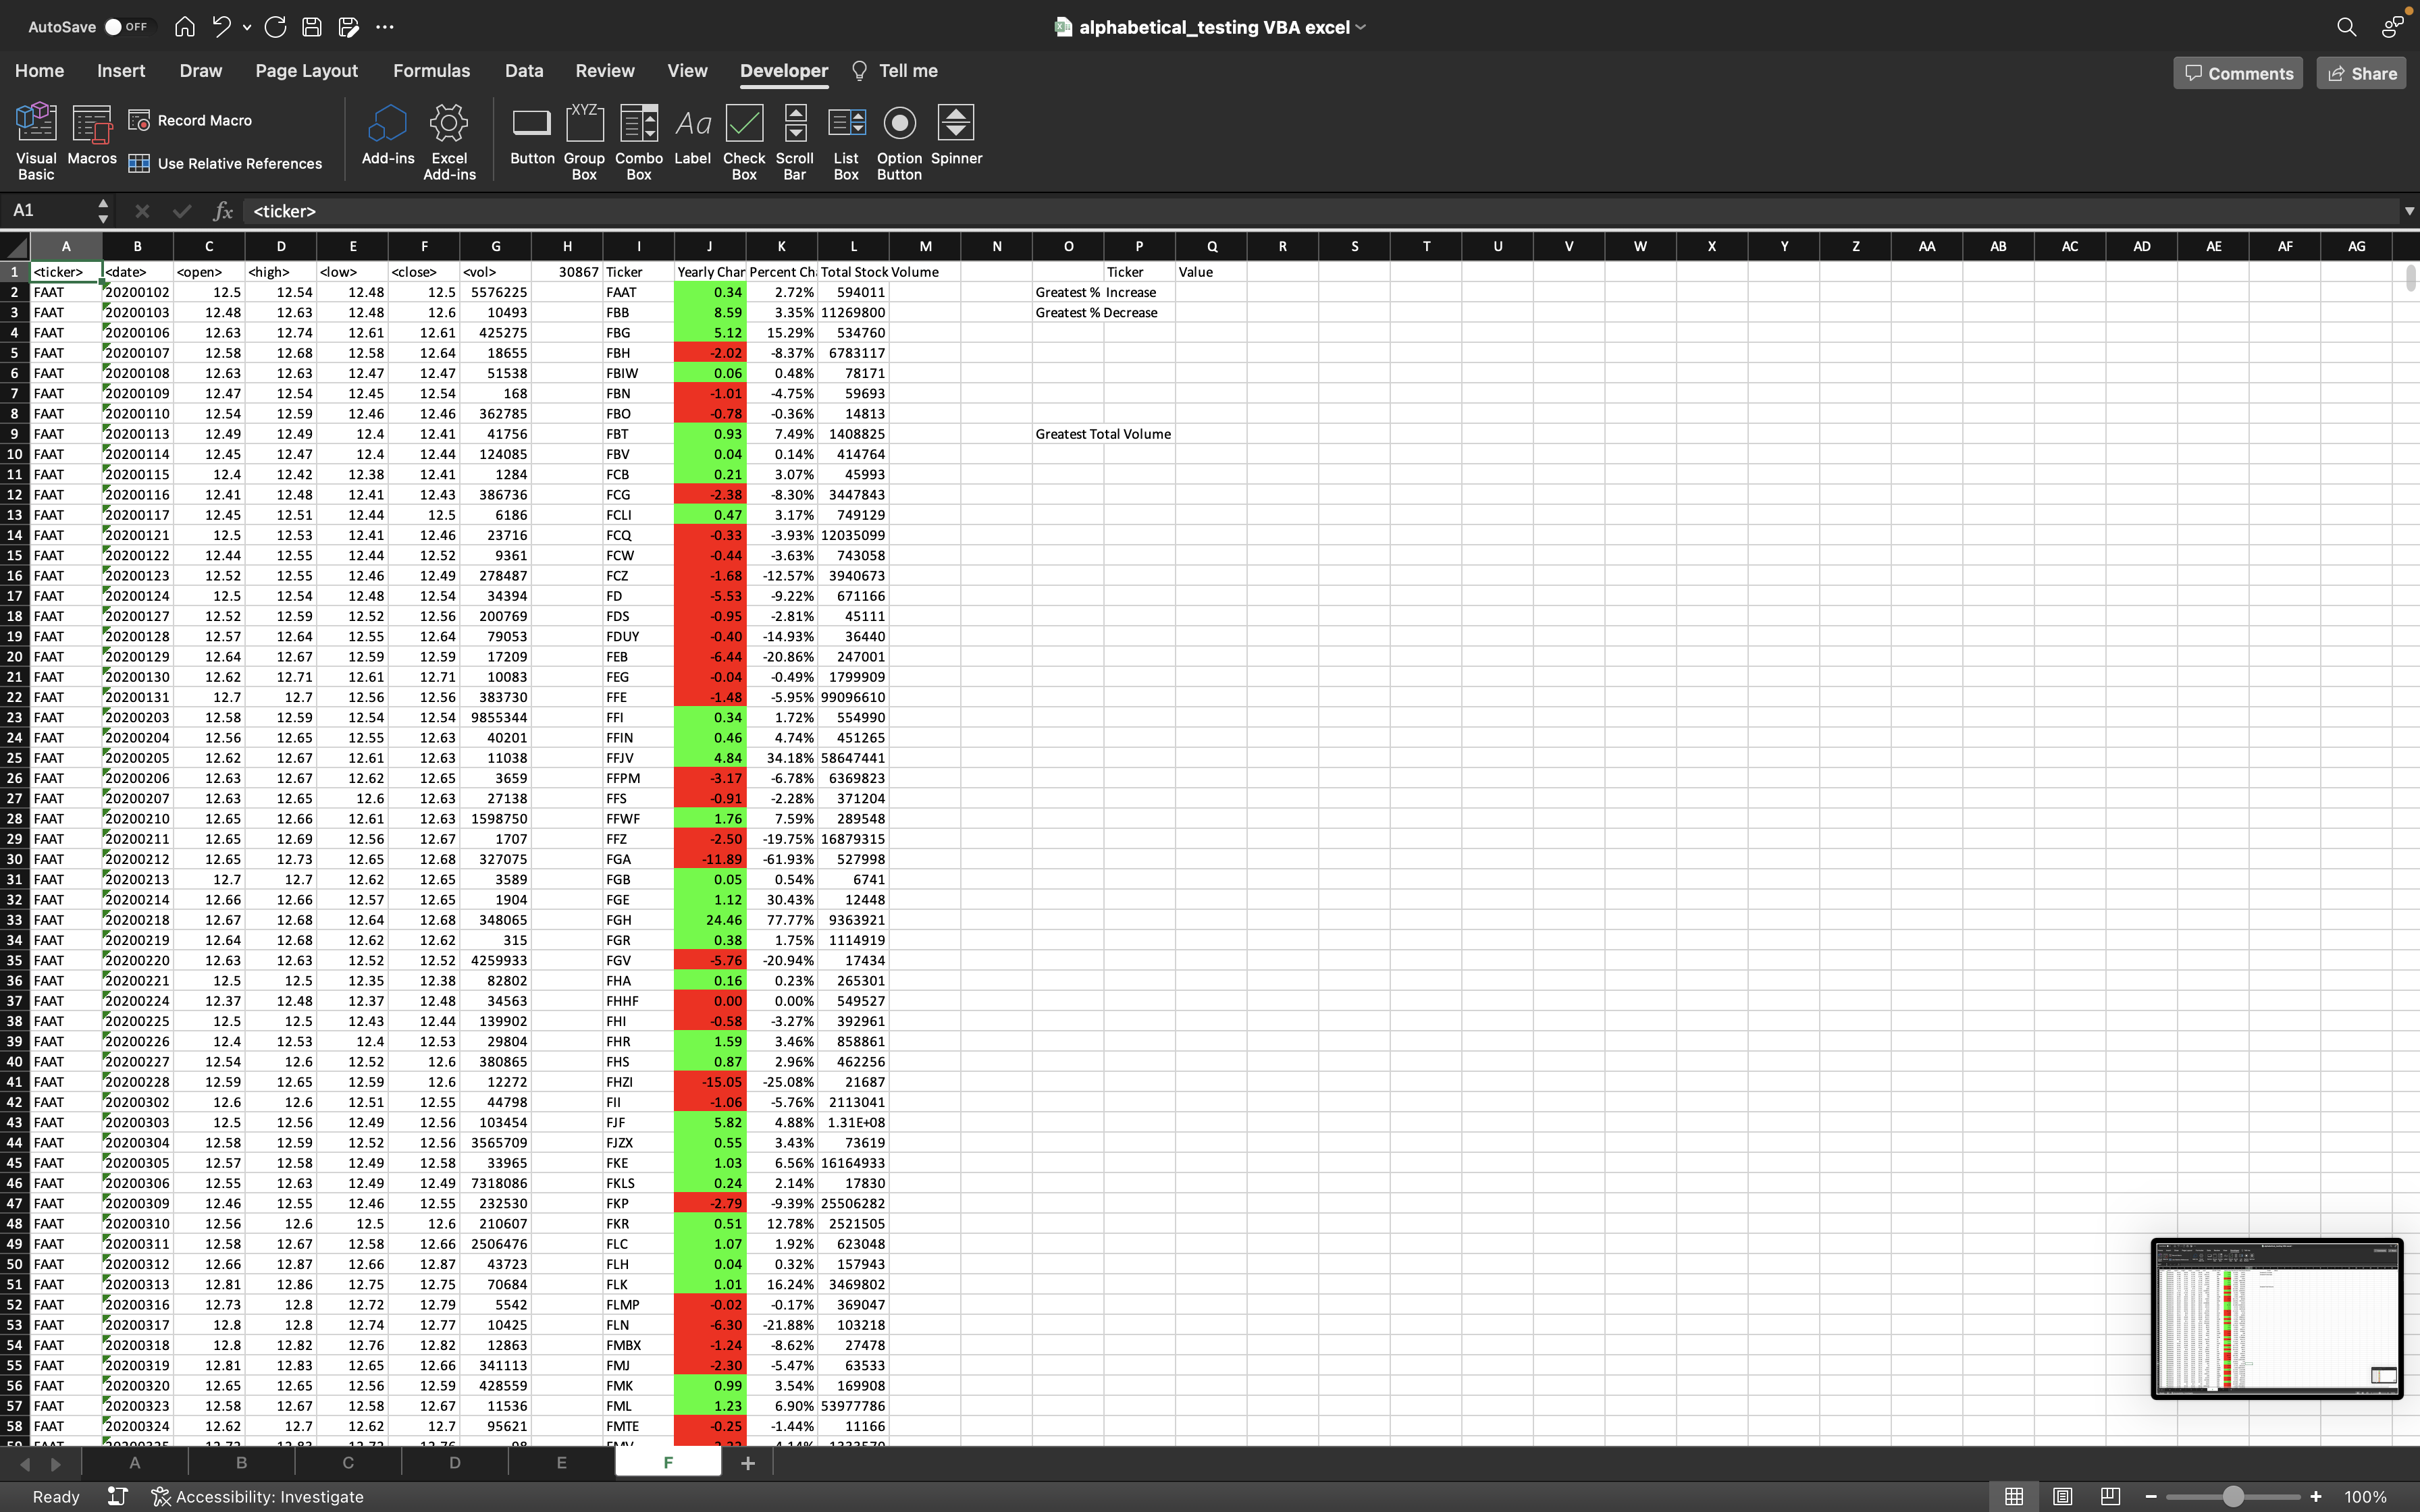 AutoSave OFF alphabetical_testing VBA excel
Home Insert Draw Page Layout Formulas Data Review View Developer Tell me Comments Share
Visual Basic Macros Record Macro Use Relative References Add-ins Excel Add-ins Button Group Box Combo Box Label Check Box Scroll Bar List Box Option Button Spinner
A1 fx <ticker>
A B C D E F G H I J K L M N O P Q R S T U V W X Y Z AA AB AC AD AE AF AG
1 <ticker> <date> <open> <high> <low> <close> <vol> 30867 Ticker Yearly Char Percent Ch Total Stock Volume Ticker Value
2 FAAT 20200102 12.5 12.54 12.48 12.5 5576225 FAAT 0.34 2.72% 594011 Greatest % Increase
3 FAAT 20200103 12.48 12.63 12.48 12.6 10493 FBB 8.59 3.35% 11269800 Greatest % Decrease
4 FAAT 20200106 12.63 12.74 12.61 12.61 425275 FBG 5.12 15.29% 534760
5 FAAT 20200107 12.58 12.68 12.58 12.64 18655 FBH -2.02 -8.37% 6783117
6 FAAT 20200108 12.63 12.63 12.47 12.47 51538 FBIW 0.06 0.48% 78171
7 FAAT 20200109 12.47 12.54 12.45 12.54 168 FBN -1.01 -4.75% 59693
8 FAAT 20200110 12.54 12.59 12.46 12.46 362785 FBO -0.78 -0.36% 14813
9 FAAT 20200113 12.49 12.49 12.4 12.41 41756 FBT 0.93 7.49% 1408825 Greatest Total Volume
10 FAAT 20200114 12.45 12.47 12.4 12.44 124085 FBV 0.04 0.14% 414764
11 FAAT 20200115 12.4 12.42 12.38 12.41 1284 FCB 0.21 3.07% 45993
12 FAAT 20200116 12.41 12.48 12.41 12.43 386736 FCG -2.38 -8.30% 3447843
13 FAAT 20200117 12.45 12.51 12.44 12.5 6186 FCLI 0.47 3.17% 749129
14 FAAT 20200121 12.5 12.53 12.41 12.46 23716 FCQ -0.33 -3.93% 12035099
15 FAAT 20200122 12.44 12.55 12.44 12.52 9361 FCW -0.44 -3.63% 743058
16 FAAT 20200123 12.52 12.55 12.46 12.49 278487 FCZ -1.68 -12.57% 3940673
17 FAAT 20200124 12.5 12.54 12.48 12.54 34394 FD -5.53 -9.22% 671166
18 FAAT 20200127 12.52 12.59 12.52 12.56 200769 FDS -0.95 -2.81% 45111
19 FAAT 20200128 12.57 12.64 12.55 12.64 79053 FDUY -0.40 -14.93% 36440
20 FAAT 20200129 12.64 12.67 12.59 12.59 17209 FEB -6.44 -20.86% 247001
21 FAAT 20200130 12.62 12.71 12.61 12.71 10083 FEG -0.04 -0.49% 1799909
22 FAAT 20200131 12.7 12.7 12.56 12.56 383730 FFE -1.48 -5.95% 99096610
23 FAAT 20200203 12.58 12.59 12.54 12.54 9855344 FFI 0.34 1.72% 554990
24 FAAT 20200204 12.56 12.65 12.55 12.63 40201 FFIN 0.46 4.74% 451265
25 FAAT 20200205 12.62 12.67 12.61 12.63 11038 FFJV 4.84 34.18% 58647441
26 FAAT 20200206 12.63 12.67 12.62 12.65 3659 FFPM -3.17 -6.78% 6369823
27 FAAT 20200207 12.63 12.65 12.6 12.63 27138 FFS -0.91 -2.28% 371204
28 FAAT 20200210 12.65 12.66 12.61 12.63 1598750 FFWF 1.76 7.59% 289548
29 FAAT 20200211 12.65 12.69 12.56 12.67 1707 FFZ -2.50 -19.75% 16879315
30 FAAT 20200212 12.65 12.73 12.65 12.68 327075 FGA -11.89 -61.93% 527998
31 FAAT 20200213 12.7 12.7 12.62 12.65 3589 FGB 0.05 0.54% 6741
32 FAAT 20200214 12.66 12.66 12.57 12.65 1904 FGE 1.12 30.43% 12448
33 FAAT 20200218 12.67 12.68 12.64 12.68 348065 FGH 24.46 77.77% 9363921
34 FAAT 20200219 12.64 12.68 12.62 12.62 315 FGR 0.38 1.75% 1114919
35 FAAT 20200220 12.63 12.63 12.52 12.52 4259933 FGV -5.76 -20.94% 17434
36 FAAT 20200221 12.5 12.5 12.35 12.38 82802 FHA 0.16 0.23% 265301
37 FAAT 20200224 12.37 12.48 12.37 12.48 34563 FHHF 0.00 0.00% 549527
38 FAAT 20200225 12.5 12.5 12.43 12.44 139902 FHI -0.58 -3.27% 392961
39 FAAT 20200226 12.4 12.53 12.4 12.53 29804 FHR 1.59 3.46% 858861
40 FAAT 20200227 12.54 12.6 12.52 12.6 380865 FHS 0.87 2.96% 462256
41 FAAT 20200228 12.59 12.65 12.59 12.6 12272 FHZI -15.05 -25.08% 21687
42 FAAT 20200302 12.6 12.6 12.51 12.55 44798 FII -1.06 -5.76% 2113041
43 FAAT 20200303 12.5 12.56 12.49 12.56 103454 FJF 5.82 4.88% 1.31E+08
44 FAAT 20200304 12.58 12.59 12.52 12.56 3565709 FJZX 0.55 3.43% 73619
45 FAAT 20200305 12.57 12.58 12.49 12.58 33965 FKE 1.03 6.56% 16164933
46 FAAT 20200306 12.55 12.63 12.49 12.49 7318086 FKLS 0.24 2.14% 17830
47 FAAT 20200309 12.46 12.55 12.46 12.55 232530 FKP -2.79 -9.39% 25506282
48 FAAT 20200310 12.56 12.6 12.5 12.6 210607 FKR 0.51 12.78% 2521505
49 FAAT 20200311 12.58 12.67 12.58 12.66 2506476 FLC 1.07 1.92% 623048
50 FAAT 20200312 12.66 12.87 12.66 12.87 43723 FLH 0.04 0.32% 157943
51 FAAT 20200313 12.81 12.86 12.75 12.75 70684 FLK 1.01 16.24% 3469802
52 FAAT 20200316 12.73 12.8 12.72 12.79 5542 FLMP -0.02 -0.17% 369047
53 FAAT 20200317 12.8 12.8 12.74 12.77 10425 FLN -6.30 -21.88% 103218
54 FAAT 20200318 12.8 12.82 12.76 12.82 12863 FMBX -1.24 -8.62% 27478
55 FAAT 20200319 12.81 12.83 12.65 12.66 341113 FMJ -2.30 -5.47% 63533
56 FAAT 20200320 12.65 12.65 12.56 12.59 428559 FMK 0.99 3.54% 169908
57 FAAT 20200323 12.58 12.67 12.58 12.67 11536 FML 1.23 6.90% 53977786
58 FAAT 20200324 12.62 12.7 12.62 12.7 95621 FMTE -0.25 -1.44% 11166
A B C D E F
Ready Accessibility: Investigate 100%